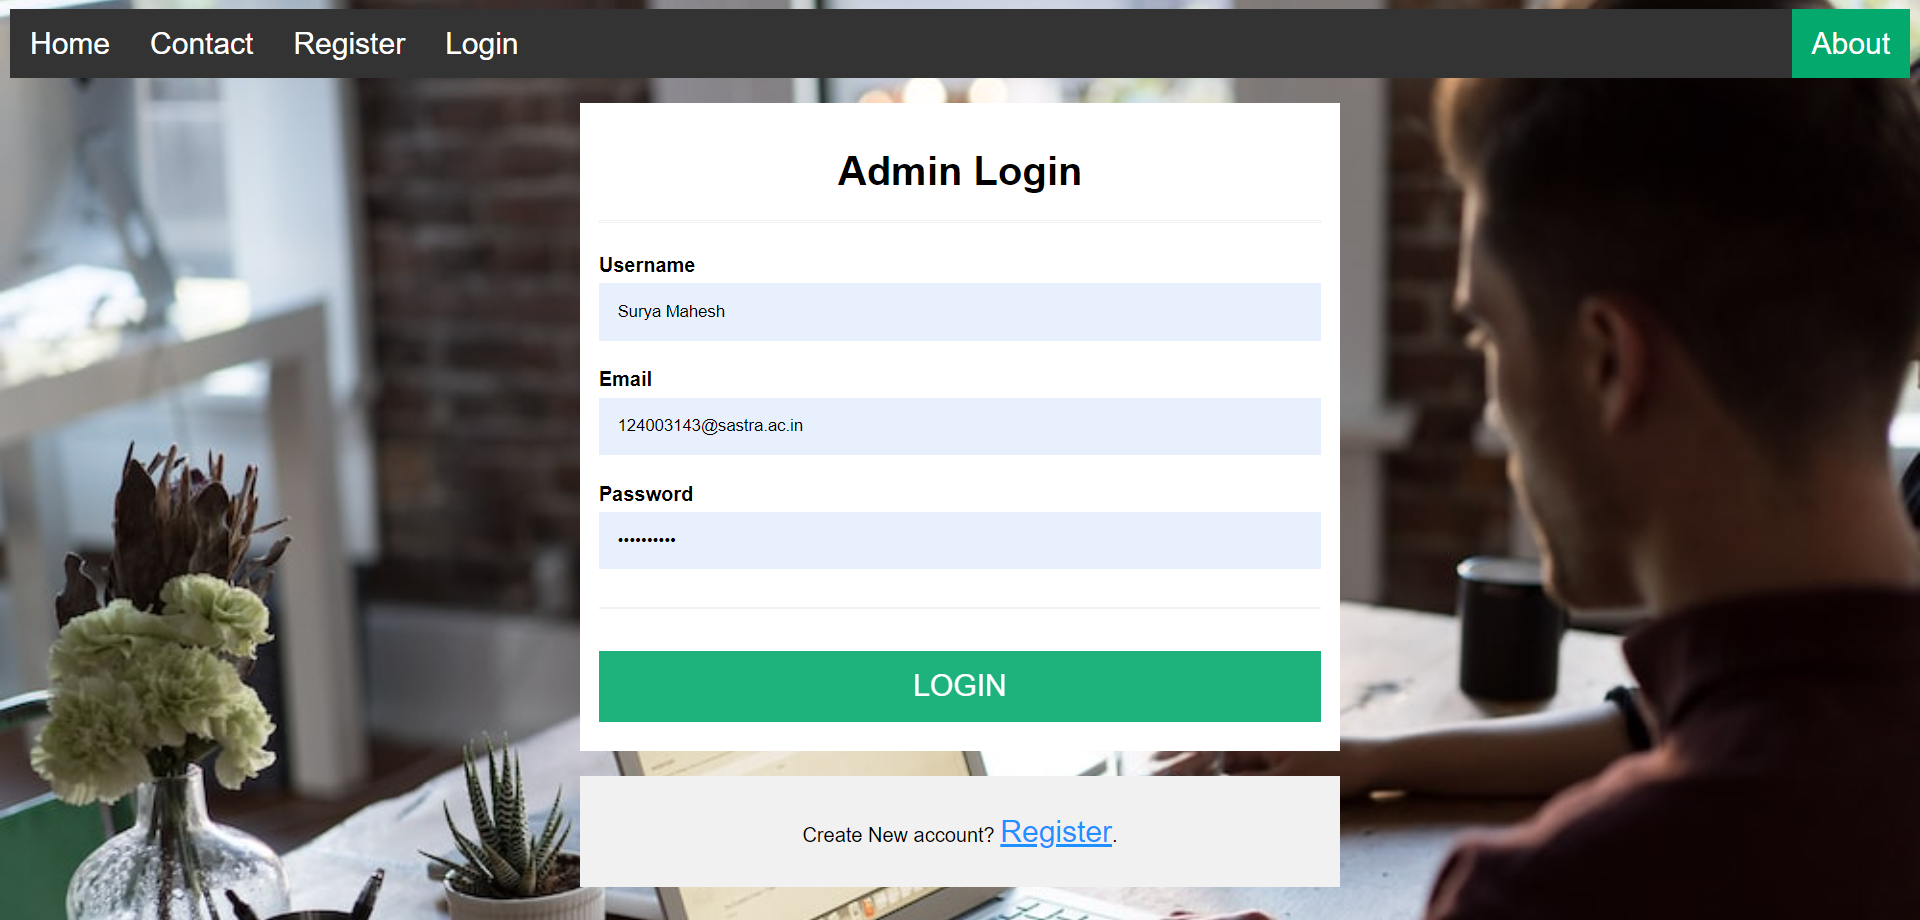 Home Contact Register Login About
Admin Login
Username
Surya Mahesh
Email
124003143@sastra.ac.in
Password
••••••••••
LOGIN
Create New account? Register.